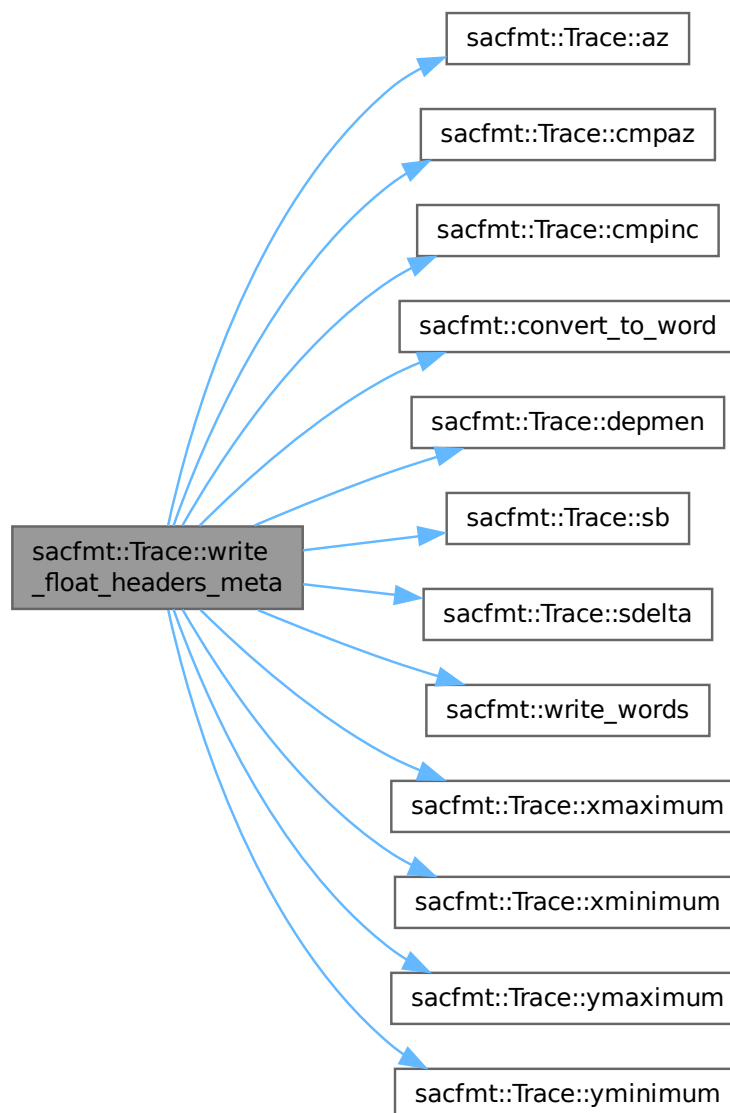 sacfmt::Trace::az
sacfmt::Trace::cmpaz
sacfmt::Trace::cmpinc
sacfmt::convert_to_word
sacfmt::Trace::depmen
sacfmt::Trace::write
_float_headers_meta
sacfmt::Trace::sb
sacfmt::Trace::sdelta
sacfmt::write_words
sacfmt::Trace::xmaximum
sacfmt::Trace::xminimum
sacfmt::Trace::ymaximum
sacfmt::Trace::yminimum